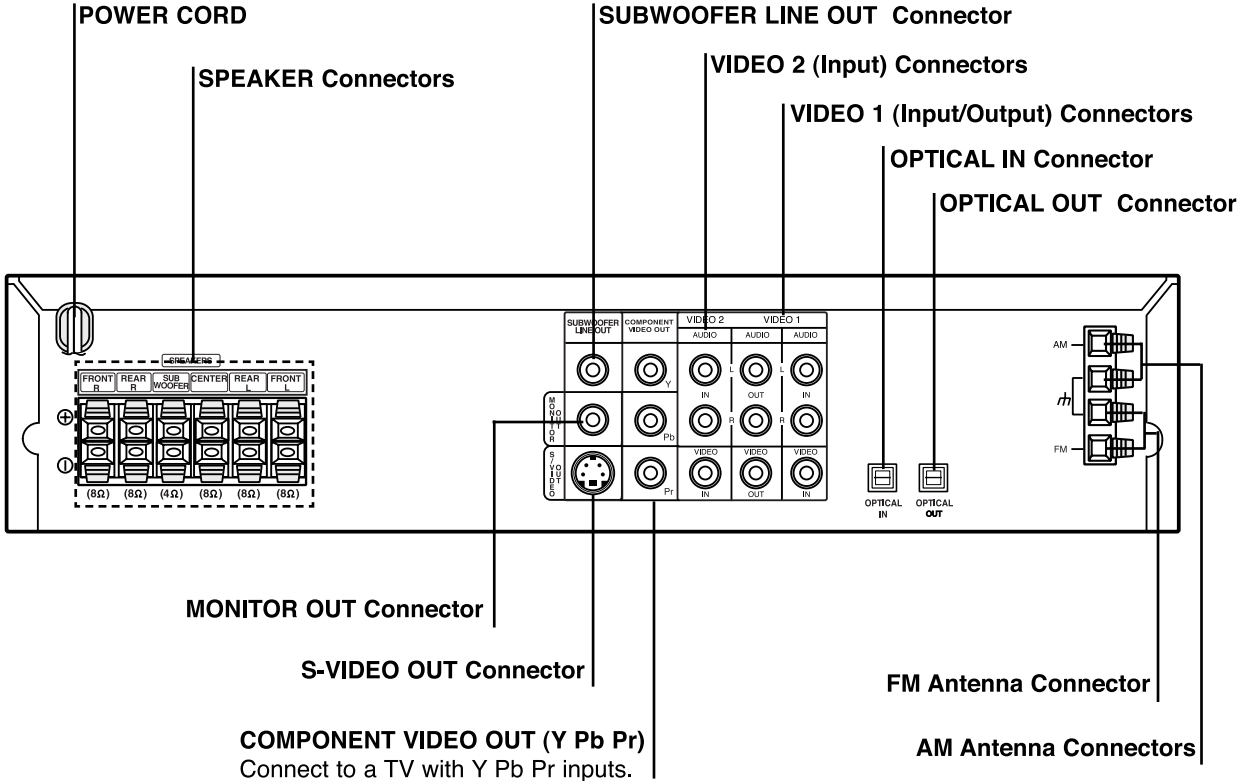 POWER CORD
SUBWOOFER LINE OUT Connector
SPEAKER Connectors
VIDEO 2 (Input) Connectors
VIDEO 1 (Input/Output) Connectors
OPTICAL IN Connector
OPTICAL OUT Connector
SPEAKERS
FRONT R
REAR R
SUB WOOFER
CENTER
REAR L
FRONT L
(8Ω) (8Ω) (4Ω) (8Ω) (8Ω) (8Ω)
SUBWOOFER LINE OUT
COMPONENT VIDEO OUT
VIDEO 2
VIDEO 1
AUDIO AUDIO AUDIO
Y
L L
IN OUT IN
MONITOR OUT
Pb
R R
S/VIDEO OUT
Pr
VIDEO VIDEO VIDEO
IN OUT IN
OPTICAL IN
OPTICAL OUT
AM
FM
MONITOR OUT Connector
S-VIDEO OUT Connector
COMPONENT VIDEO OUT (Y Pb Pr)
Connect to a TV with Y Pb Pr inputs.
FM Antenna Connector
AM Antenna Connectors